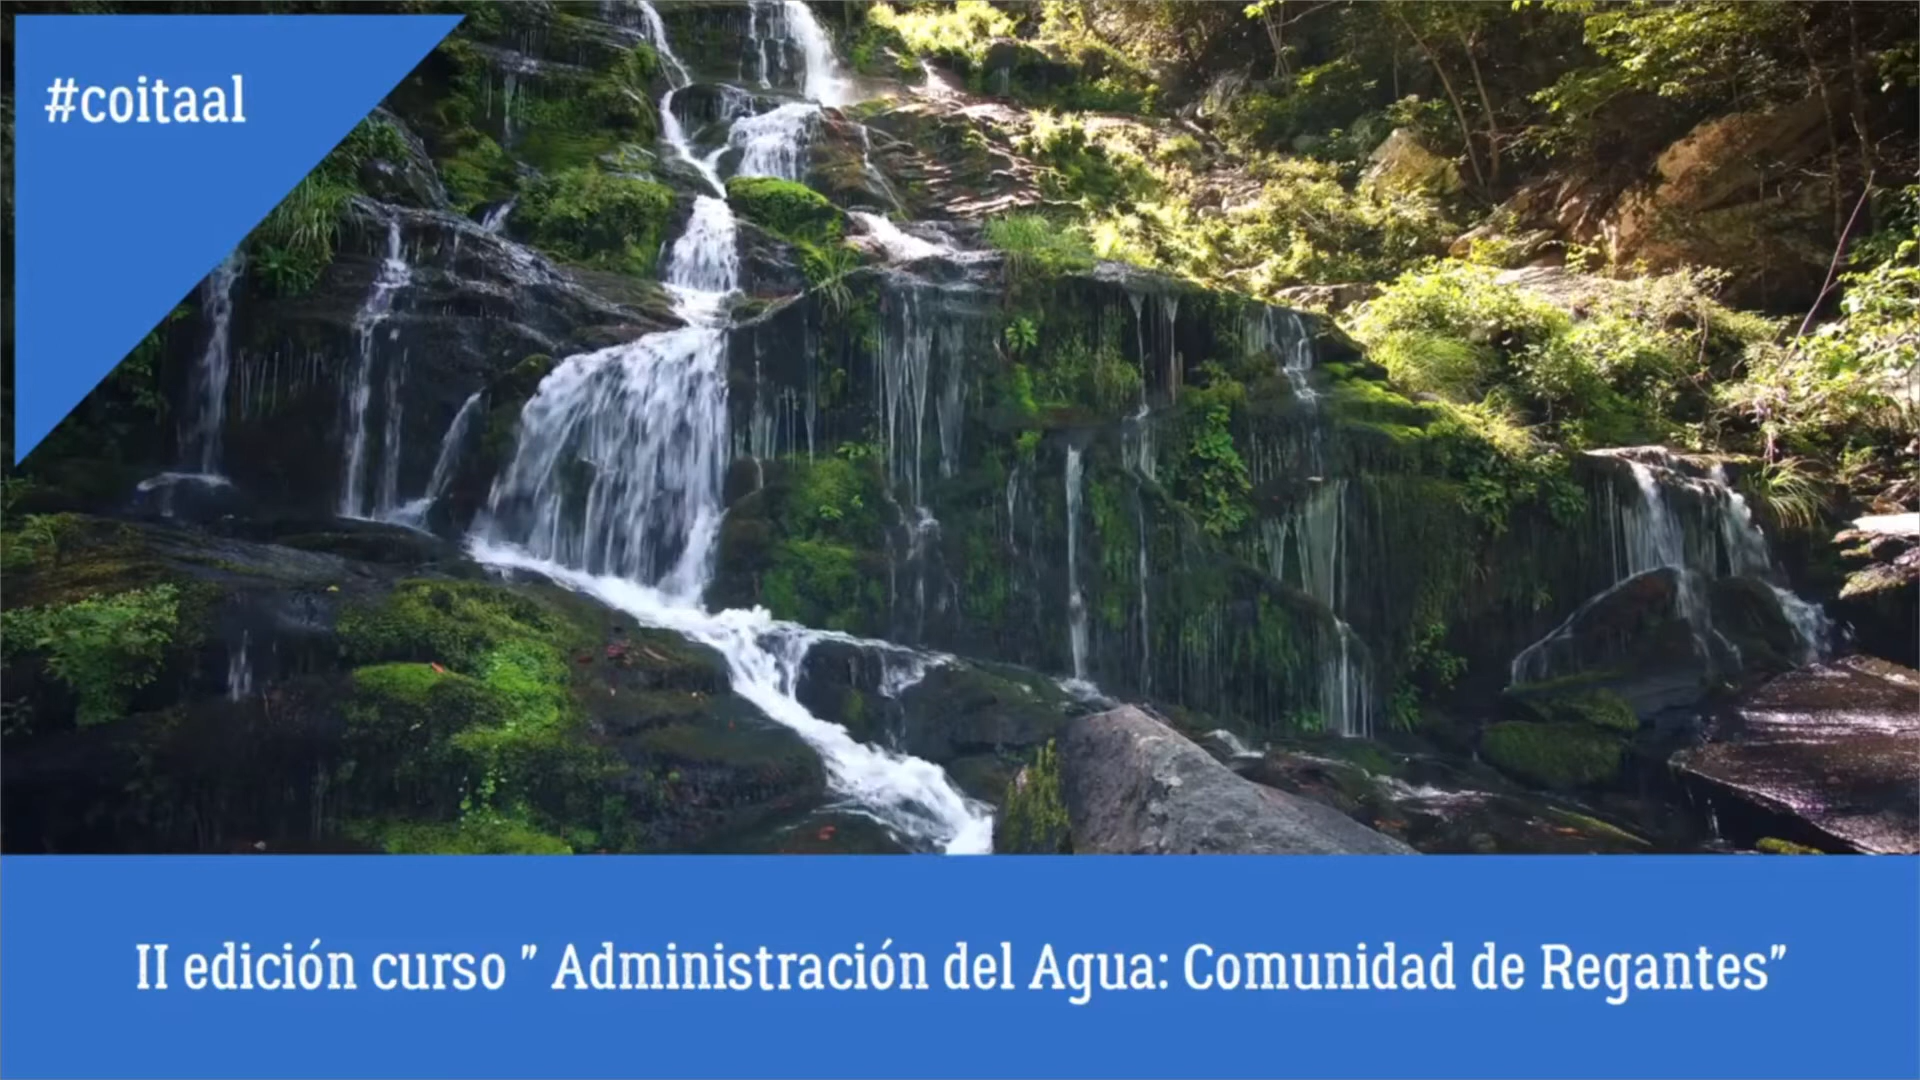 #coitaal
II edición curso ” Administración del Agua: Comunidad de Regantes”